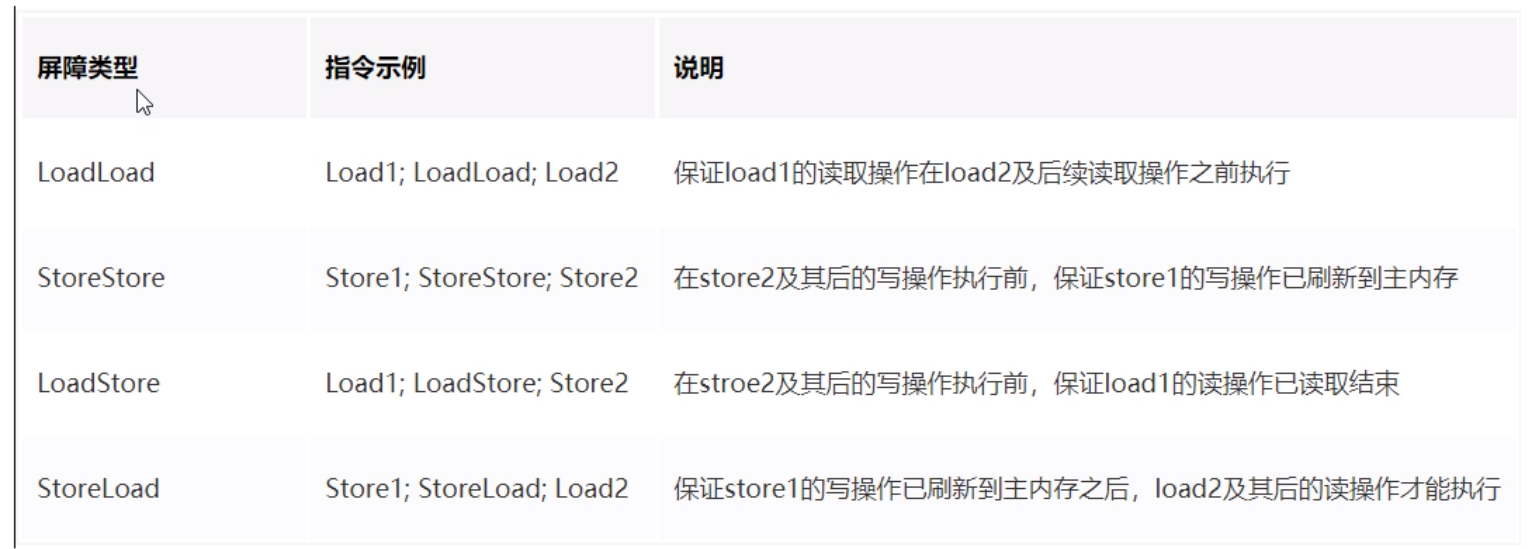 屏障类型 指令示例 说明
LoadLoad Load1; LoadLoad; Load2 保证load1的读取操作在load2及后续读取操作之前执行
StoreStore Store1; StoreStore; Store2 在store2及其后的写操作执行前，保证store1的写操作已刷新到主内存
LoadStore Load1; LoadStore; Store2 在stroe2及其后的写操作执行前，保证load1的读操作已读取结束
StoreLoad Store1; StoreLoad; Load2 保证store1的写操作已刷新到主内存之后，load2及其后的读操作才能执行